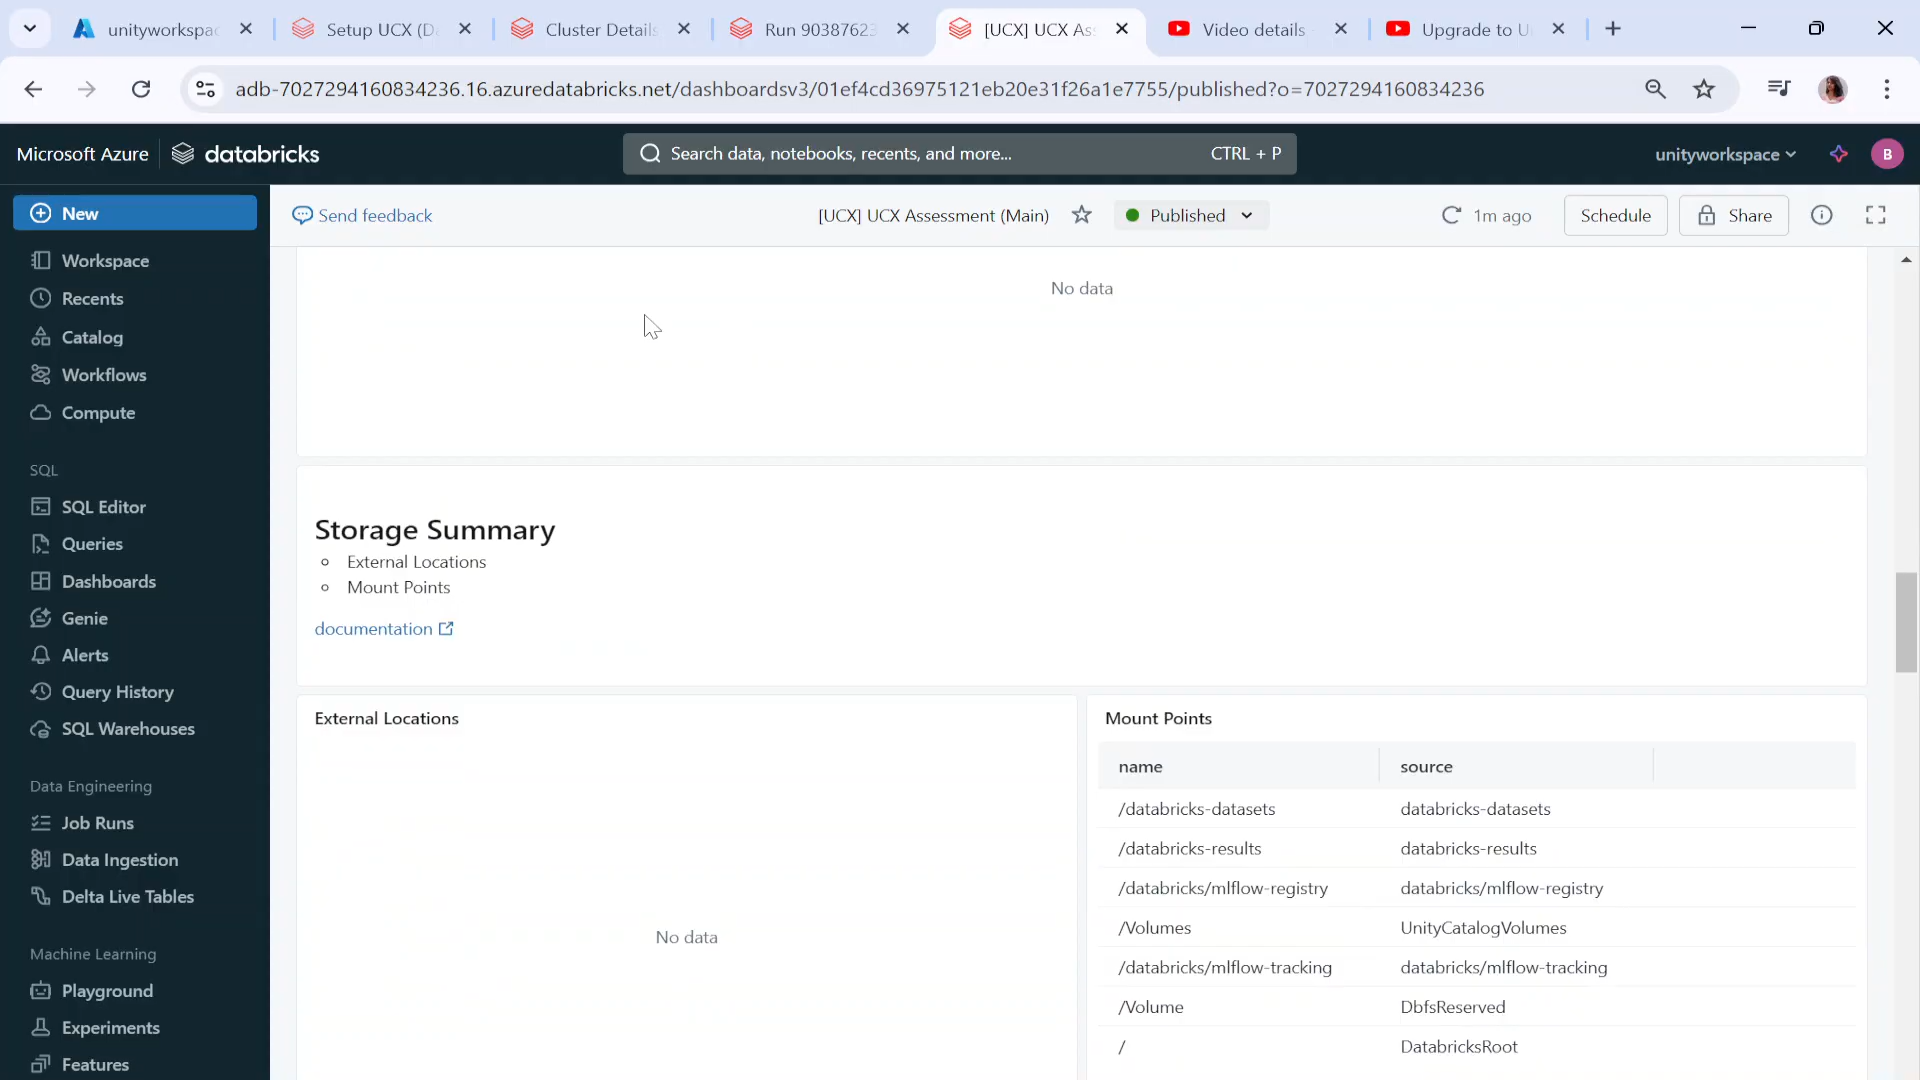 unityworkspac
Setup UCX (Da
Cluster Details
Run 90387623
[UCX] UCX Ass
Video details
Upgrade to U
adb-7027294160834236.16.azuredatabricks.net/dashboardsv3/01ef4cd36975121eb20e31f26a1e7755/published?o=7027294160834236
Microsoft Azure
databricks
Search data, notebooks, recents, and more...
CTRL + P
unityworkspace
B
New
Send feedback
[UCX] UCX Assessment (Main)
Published
1m ago
Schedule
Share
Workspace
Recents
Catalog
Workflows
Compute
SQL
SQL Editor
Queries
Dashboards
Genie
Alerts
Query History
SQL Warehouses
Data Engineering
Job Runs
Data Ingestion
Delta Live Tables
Machine Learning
Playground
Experiments
Features
No data
Storage Summary
External Locations
Mount Points
documentation
External Locations
No data
Mount Points
name source
/databricks-datasets databricks-datasets
/databricks-results databricks-results
/databricks/mlflow-registry databricks/mlflow-registry
/Volumes UnityCatalogVolumes
/databricks/mlflow-tracking databricks/mlflow-tracking
/Volume DbfsReserved
/ DatabricksRoot